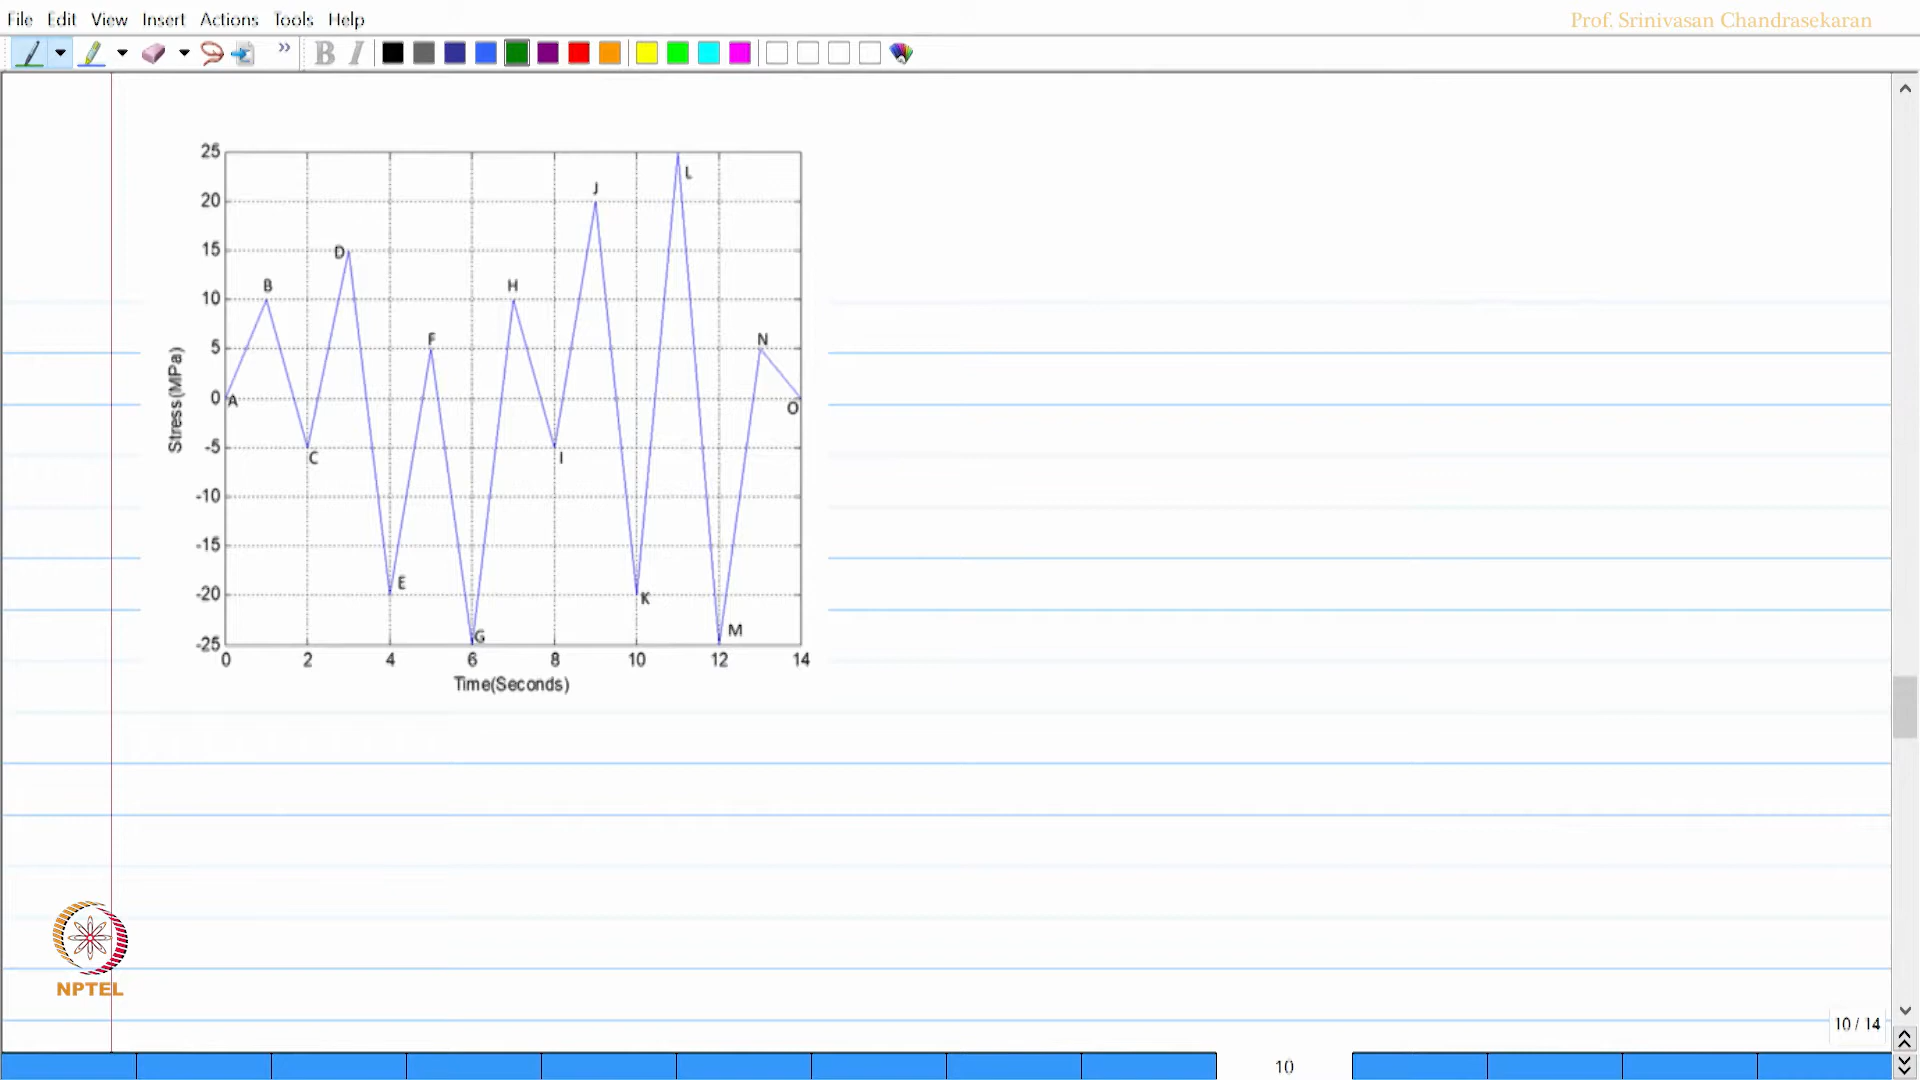 File Edit View Insert Actions Tools Help
Prof. Srinivasan Chandrasekaran
B I
25
20
15
10
5
0
-5
-10
-15
-20
-25
Stress(MPa)
A
B
C
D
E
F
G
H
I
J
K
L
M
N
O
0 2 4 6 8 10 12 14
Time(Seconds)
NPTEL
10 / 14
10